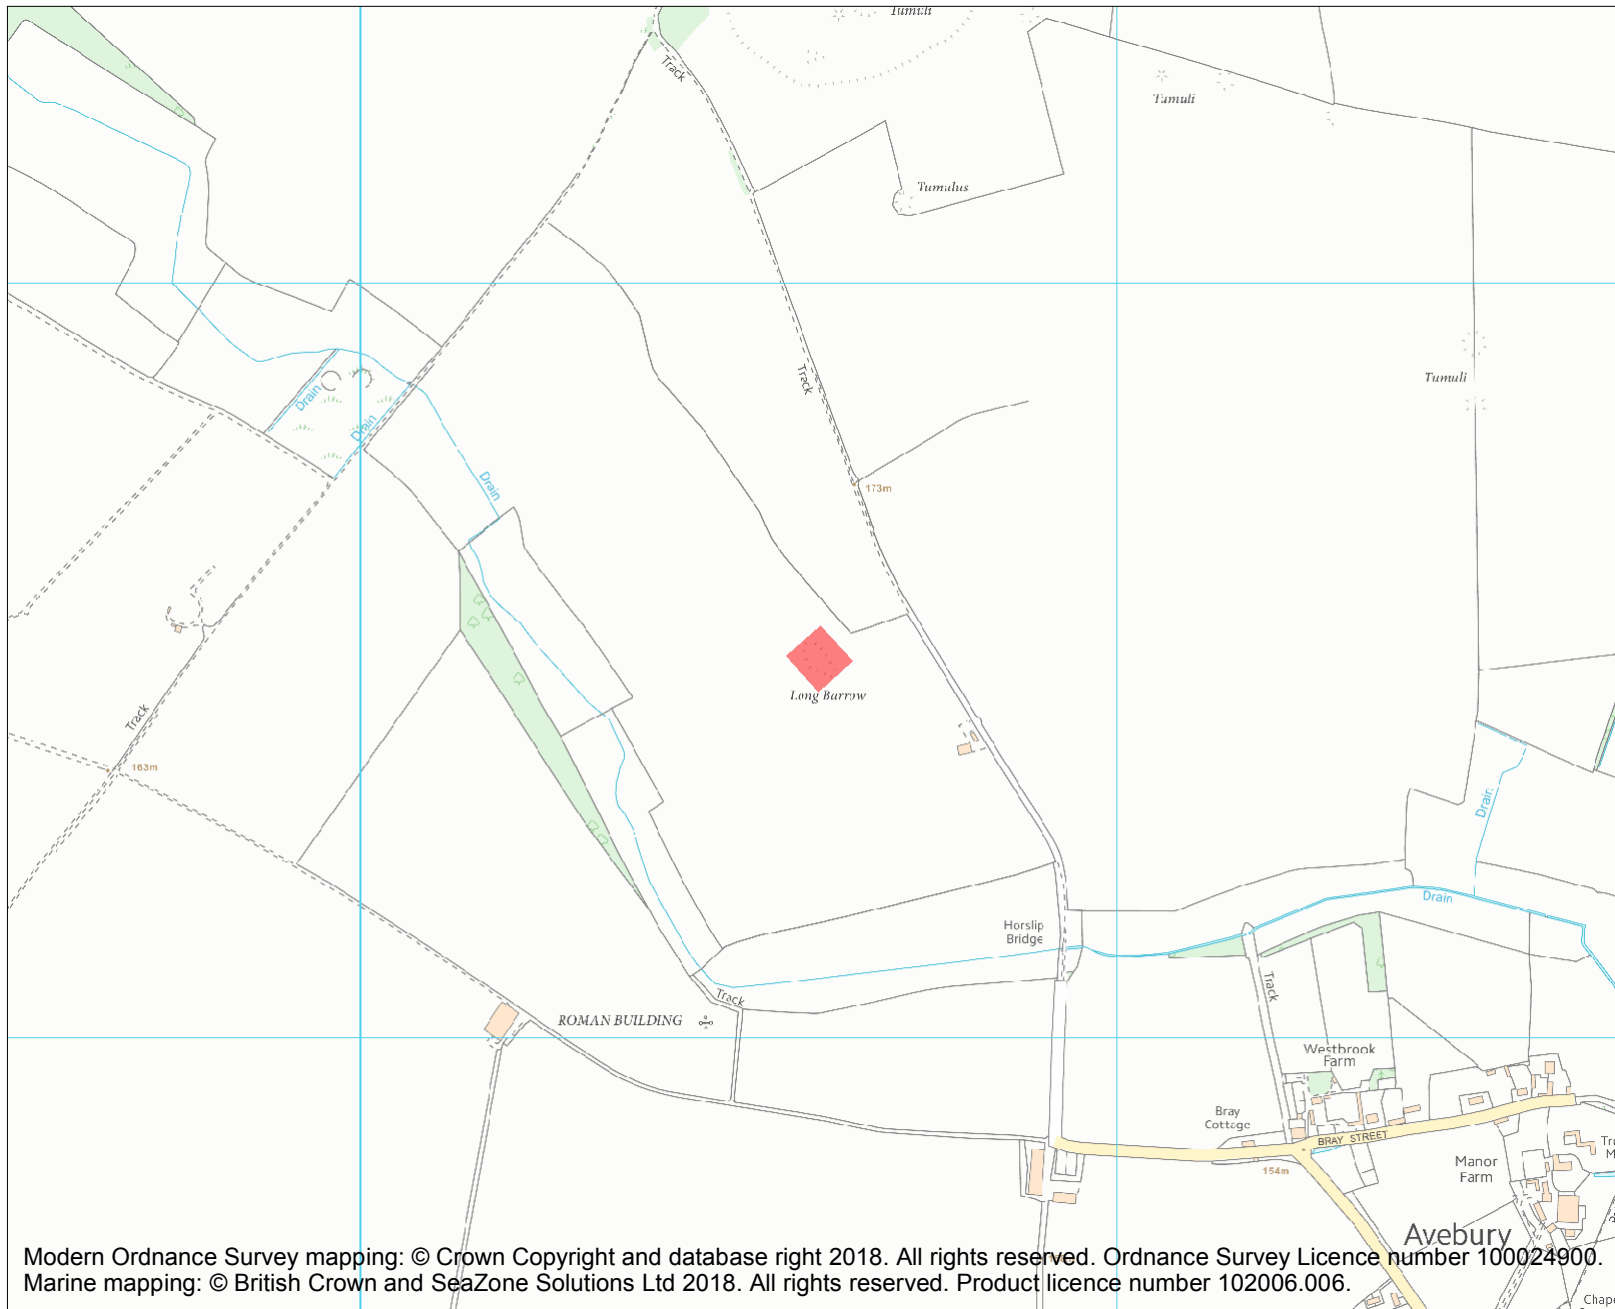 Tumuli
Track
Tumuli
Tumulus
Track
Tumuli
Drain
Drain
Drain
173m
Long Barrow
Track
163m
Drain
Drain
Horslip
Bridge
Track
Track
ROMAN BUILDING
Westbrook
Farm
Bray
Cottage
BRAY STREET
154m
Manor
Farm
Avebury
Modern Ordnance Survey mapping: © Crown Copyright and database right 2018. All rights reserved. Ordnance Survey Licence number 100024900.
Marine mapping: © British Crown and SeaZone Solutions Ltd 2018. All rights reserved. Product licence number 102006.006.